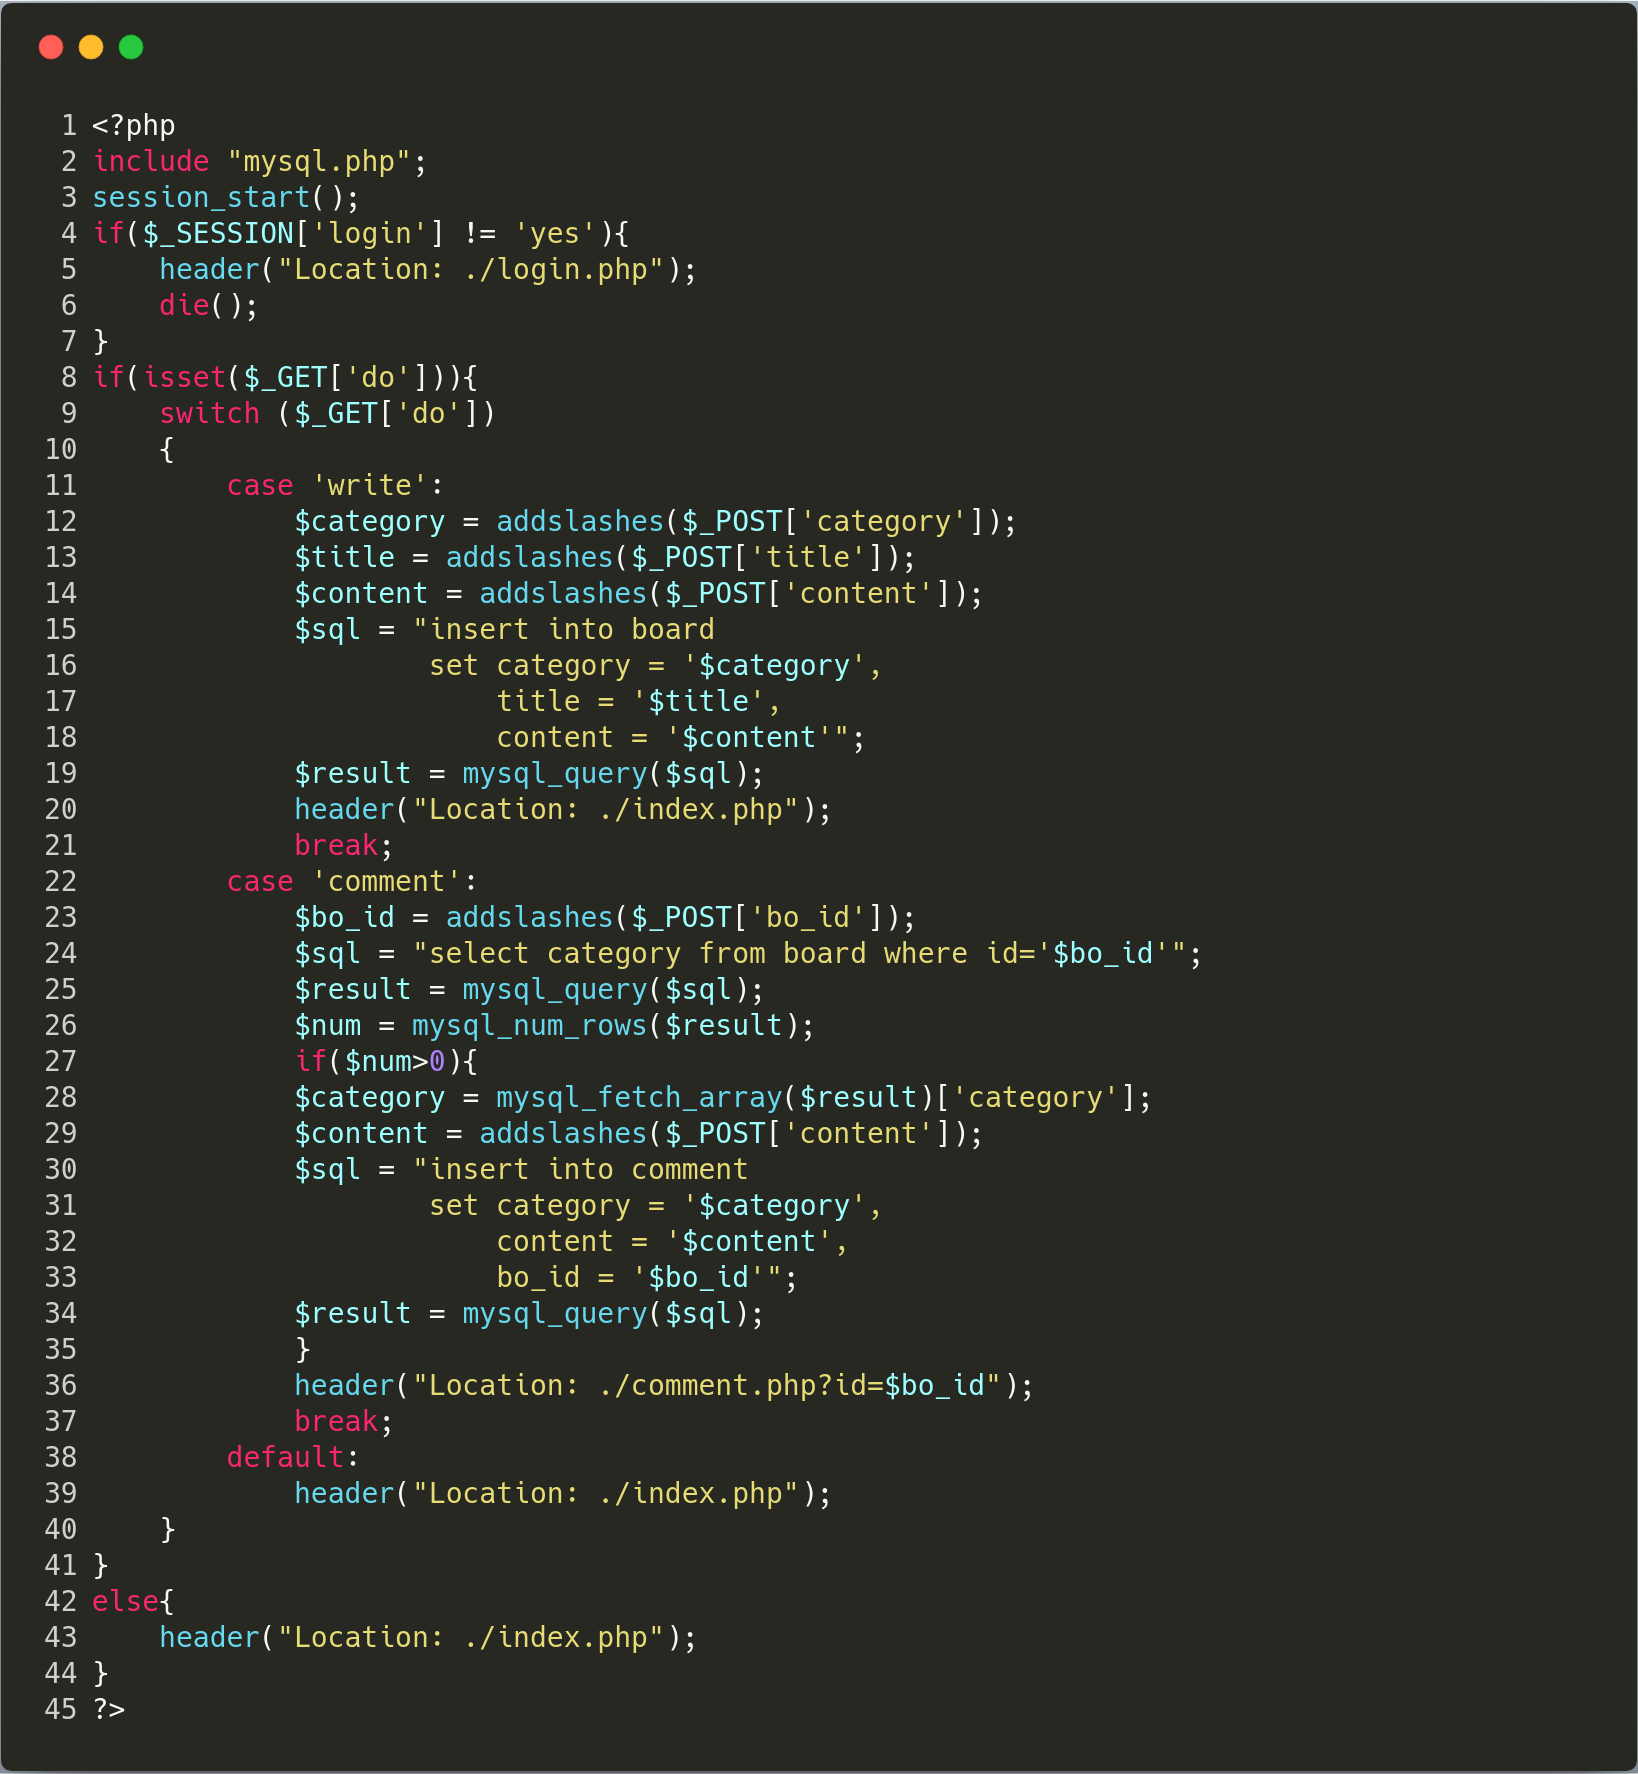 1 <?php
2 include "mysql.php";
3 session_start();
4 if($_SESSION['login'] != 'yes'){
5     header("Location: ./login.php");
6     die();
7 }
8 if(isset($_GET['do'])){
9     switch ($_GET['do'])
10     {
11         case 'write':
12             $category = addslashes($_POST['category']);
13             $title = addslashes($_POST['title']);
14             $content = addslashes($_POST['content']);
15             $sql = "insert into board
16                     set category = '$category',
17                         title = '$title',
18                         content = '$content'";
19             $result = mysql_query($sql);
20             header("Location: ./index.php");
21             break;
22         case 'comment':
23             $bo_id = addslashes($_POST['bo_id']);
24             $sql = "select category from board where id='$bo_id'";
25             $result = mysql_query($sql);
26             $num = mysql_num_rows($result);
27             if($num>0){
28             $category = mysql_fetch_array($result)['category'];
29             $content = addslashes($_POST['content']);
30             $sql = "insert into comment
31                     set category = '$category',
32                         content = '$content',
33                         bo_id = '$bo_id'";
34             $result = mysql_query($sql);
35             }
36             header("Location: ./comment.php?id=$bo_id");
37             break;
38         default:
39             header("Location: ./index.php");
40     }
41 }
42 else{
43     header("Location: ./index.php");
44 }
45 ?>